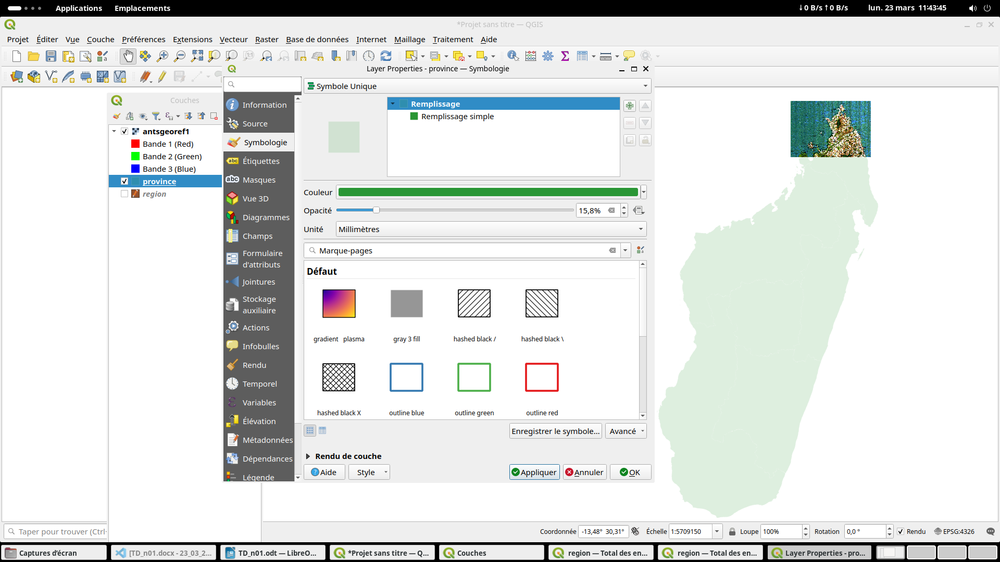 Applications Emplacements ↓0 B/s ↑0 B/s lun. 23 mars 11:43:45
*Projet sans titre — QGIS
Projet Éditer Vue Couche Préférences Extensions Vecteur Raster Base de données Internet Maillage Traitement Aide
Layer Properties - province — Symbologie
Couches
antsgeoref1
Bande 1 (Red)
Bande 2 (Green)
Bande 3 (Blue)
province
region
Information
Source
Symbologie
abc Étiquettes
abc Masques
Vue 3D
Diagrammes
Champs
Formulaire
d'attributs
Jointures
Stockage
auxiliaire
Actions
Infobulles
Rendu
Temporel
Variables
Élévation
Métadonnées
Dépendances
Légende
Symbole Unique
Remplissage
Remplissage simple
Couleur
Opacité 15,8%
Unité Millimètres
Marque-pages
Défaut
gradient plasma gray 3 fill hashed black / hashed black \
hashed black X outline blue outline green outline red
Enregistrer le symbole... Avancé
Rendu de couche
Aide Style Appliquer Annuler OK
Taper pour trouver (Ctrl- Coordonnée -13,48° 30,31° Échelle 1:5709150 Loupe 100% Rotation 0,0 ° Rendu EPSG:4326
Captures d'écran [TD_n01.docx - 23_03_2... TD_n01.odt — LibreO... *Projet sans titre — Q... Couches region — Total des en... region — Total des en... Layer Properties - pro...